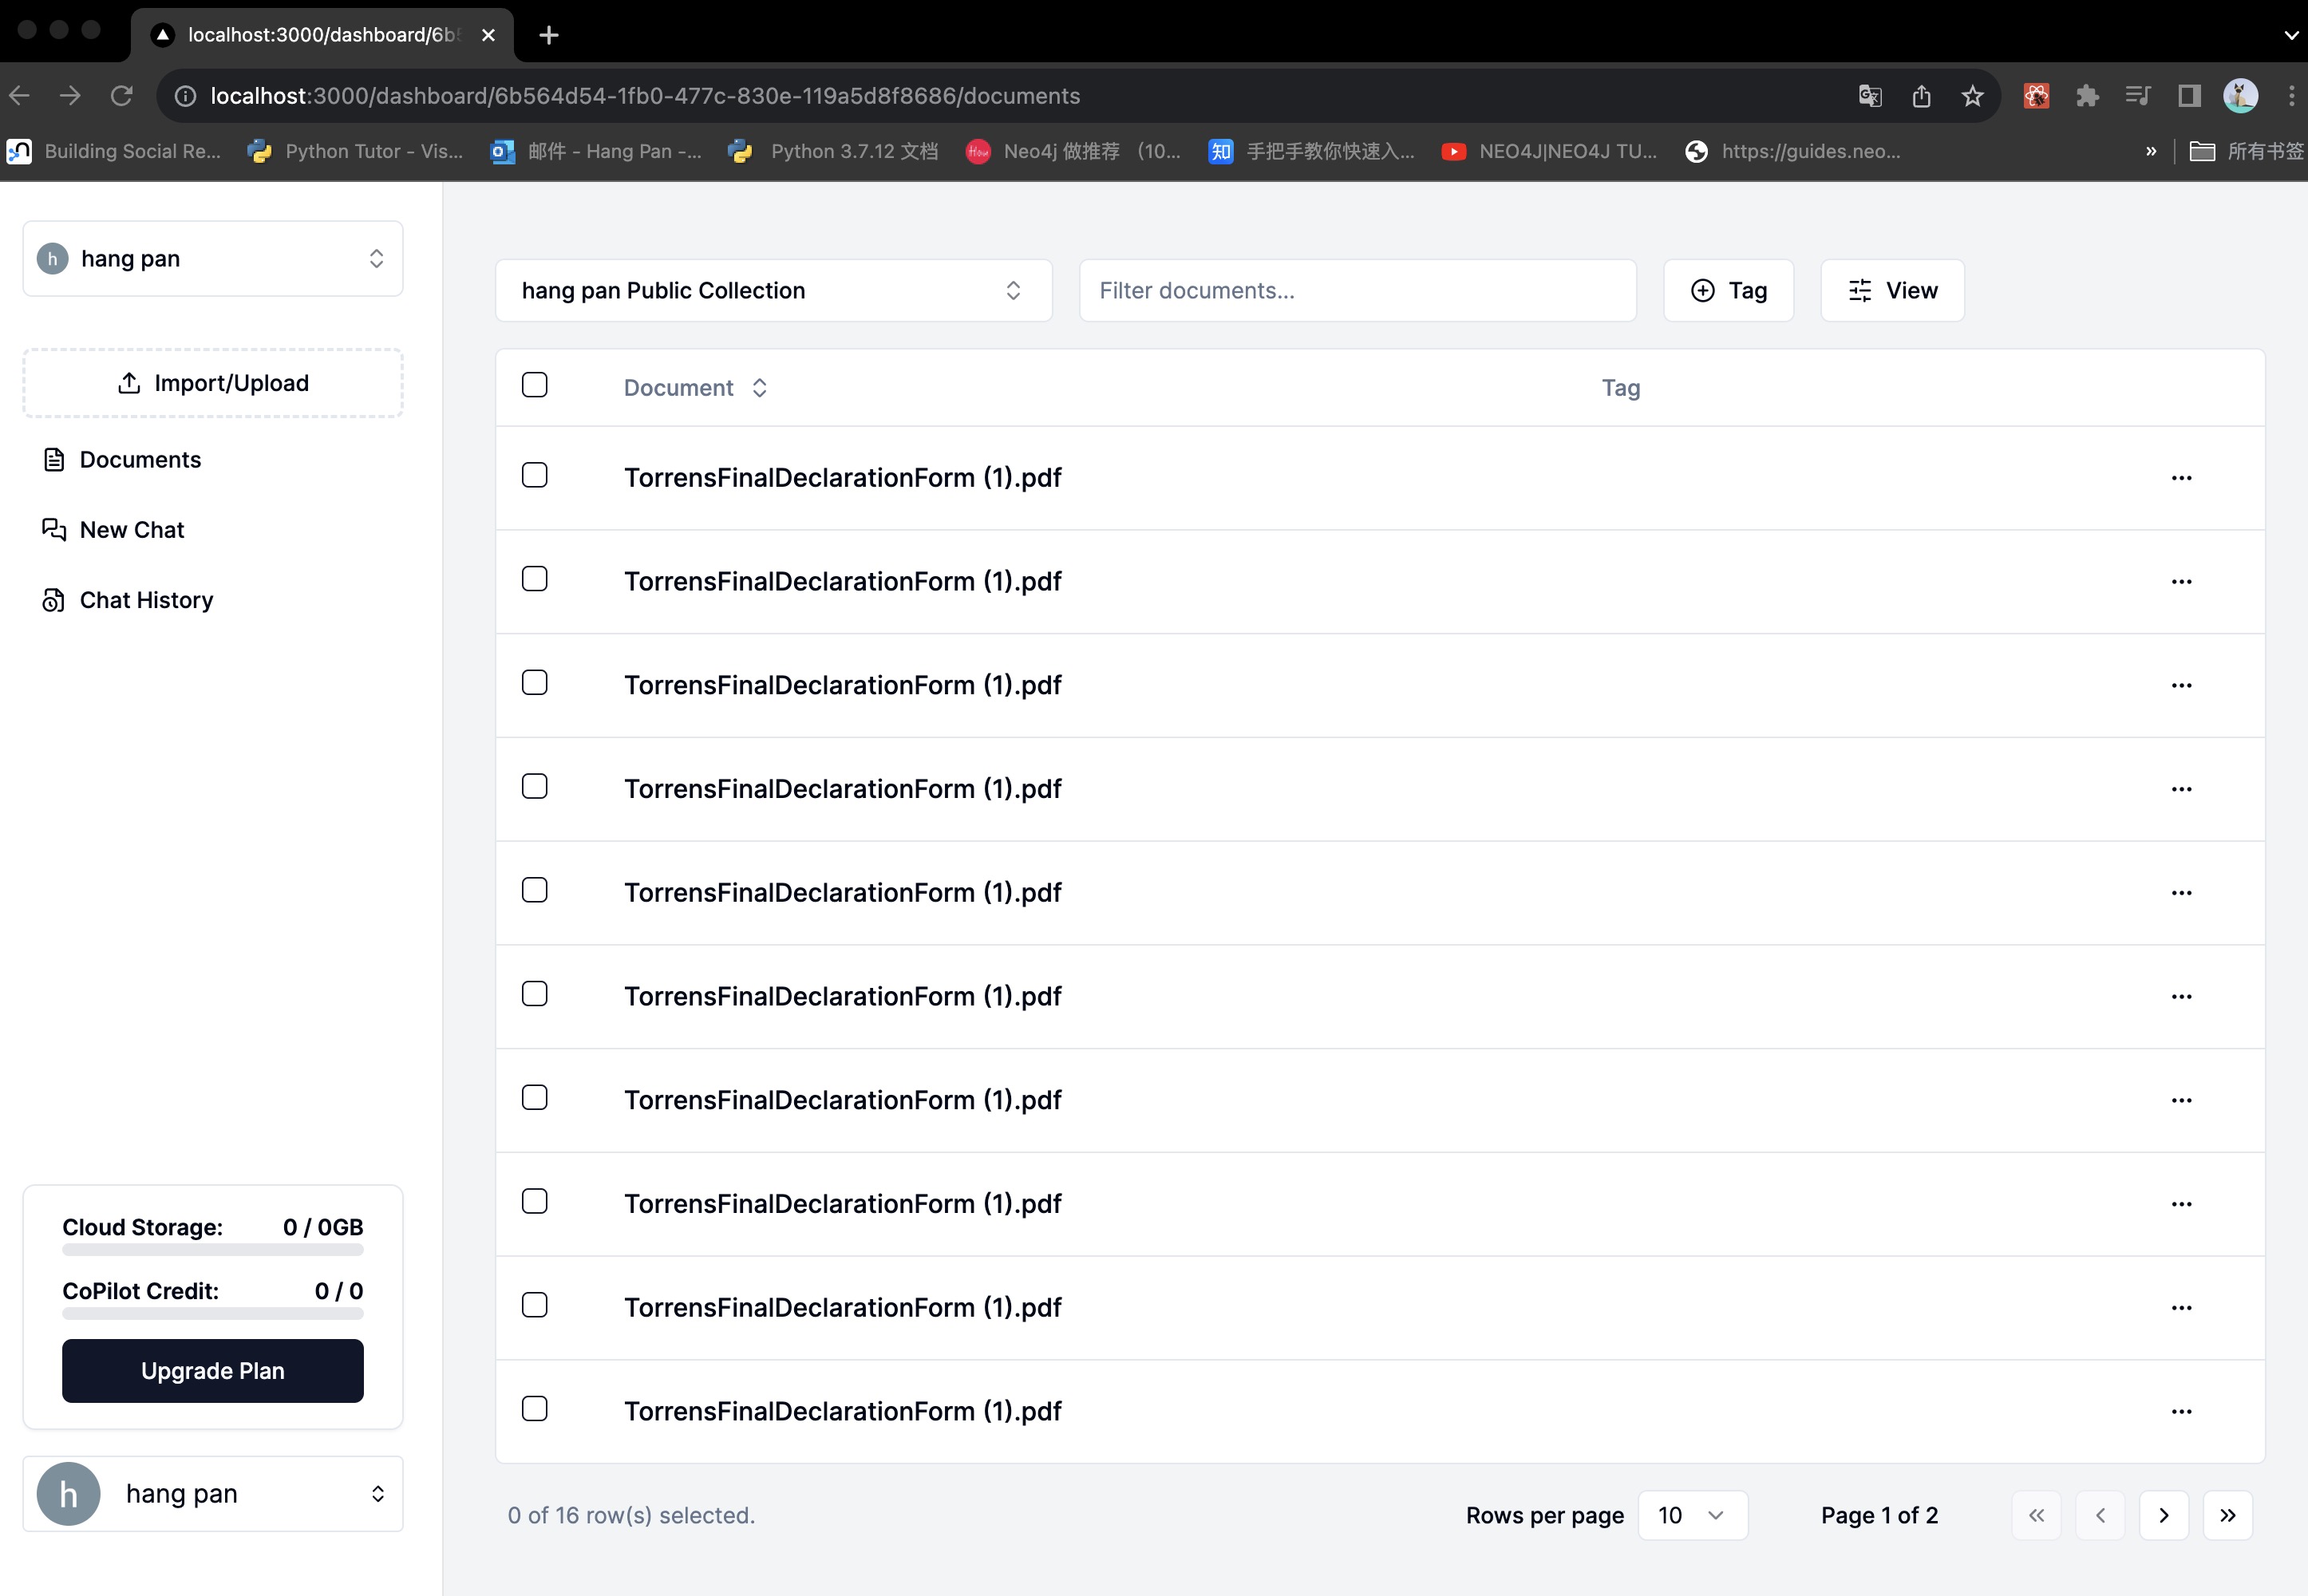 localhost:3000/dashboard/6b5
localhost:3000/dashboard/6b564d54-1fb0-477c-830e-119a5d8f8686/documents
Building Social Re...
Python Tutor - Vis...
邮件 - Hang Pan -...
Python 3.7.12 文档
Neo4j 做推荐 (10...
知 手把手教你快速入...
NEO4J|NEO4J TU...
https://guides.neo...
»
所有书签
h hang pan
Import/Upload
Documents
New Chat
Chat History
Cloud Storage: 0 / 0GB
CoPilot Credit: 0 / 0
Upgrade Plan
h hang pan
hang pan Public Collection
Filter documents...
Tag
View
Document Tag
TorrensFinalDeclarationForm (1).pdf
TorrensFinalDeclarationForm (1).pdf
TorrensFinalDeclarationForm (1).pdf
TorrensFinalDeclarationForm (1).pdf
TorrensFinalDeclarationForm (1).pdf
TorrensFinalDeclarationForm (1).pdf
TorrensFinalDeclarationForm (1).pdf
TorrensFinalDeclarationForm (1).pdf
TorrensFinalDeclarationForm (1).pdf
TorrensFinalDeclarationForm (1).pdf
0 of 16 row(s) selected.
Rows per page 10
Page 1 of 2